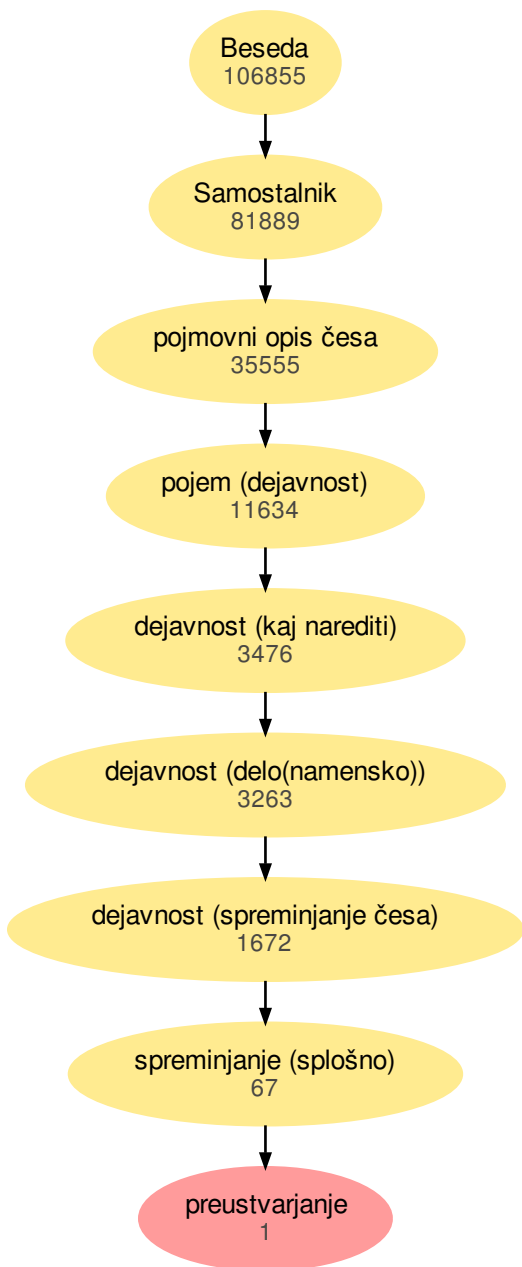 Beseda
106855
Samostalnik
81889
pojmovni opis česa
35555
pojem (dejavnost)
11634
dejavnost (kaj narediti)
3476
dejavnost (delo(namensko))
3263
dejavnost (spreminjanje česa)
1672
spreminjanje (splošno)
67
preustvarjanje
1